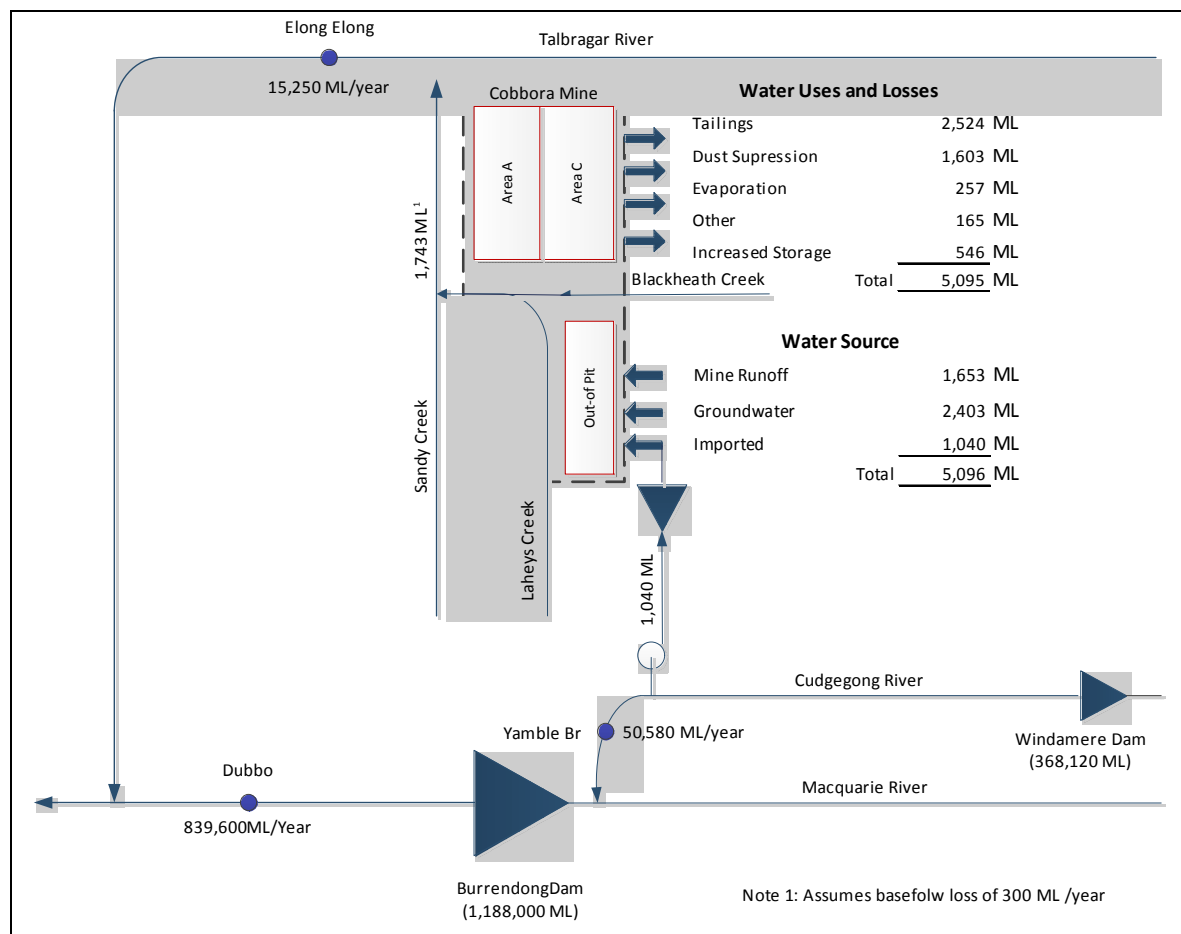 Elong Elong
Talbragar River
15,250 ML/year
Cobbora Mine
Water Uses and Losses
Area A
Area C
Tailings 2,524 ML
Dust Supression 1,603 ML
Evaporation 257 ML
Other 165 ML
Increased Storage 546 ML
Total 5,095 ML
1,743 ML¹
Blackheath Creek
Water Source
Out-of Pit
Mine Runoff 1,653 ML
Groundwater 2,403 ML
Imported 1,040 ML
Total 5,096 ML
Sandy Creek
Laheys Creek
1,040 ML
Cudgegong River
Yamble Br
50,580 ML/year
Windamere Dam
(368,120 ML)
Dubbo
Macquarie River
839,600ML/Year
BurrendongDam
(1,188,000 ML)
Note 1: Assumes basefolw loss of 300 ML /year